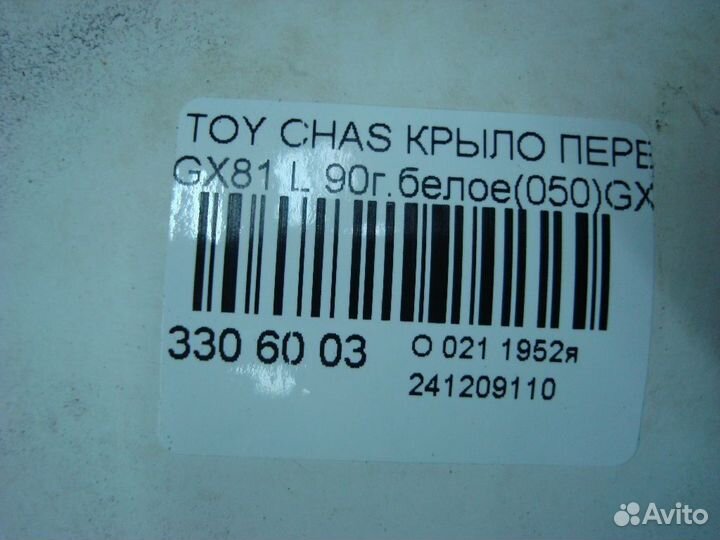 TOY CHAS КРЫЛО ПЕРЕ
GX81 L 90г.белое(050)GX
330 60 03
O 021 1952я
241209110
Avito